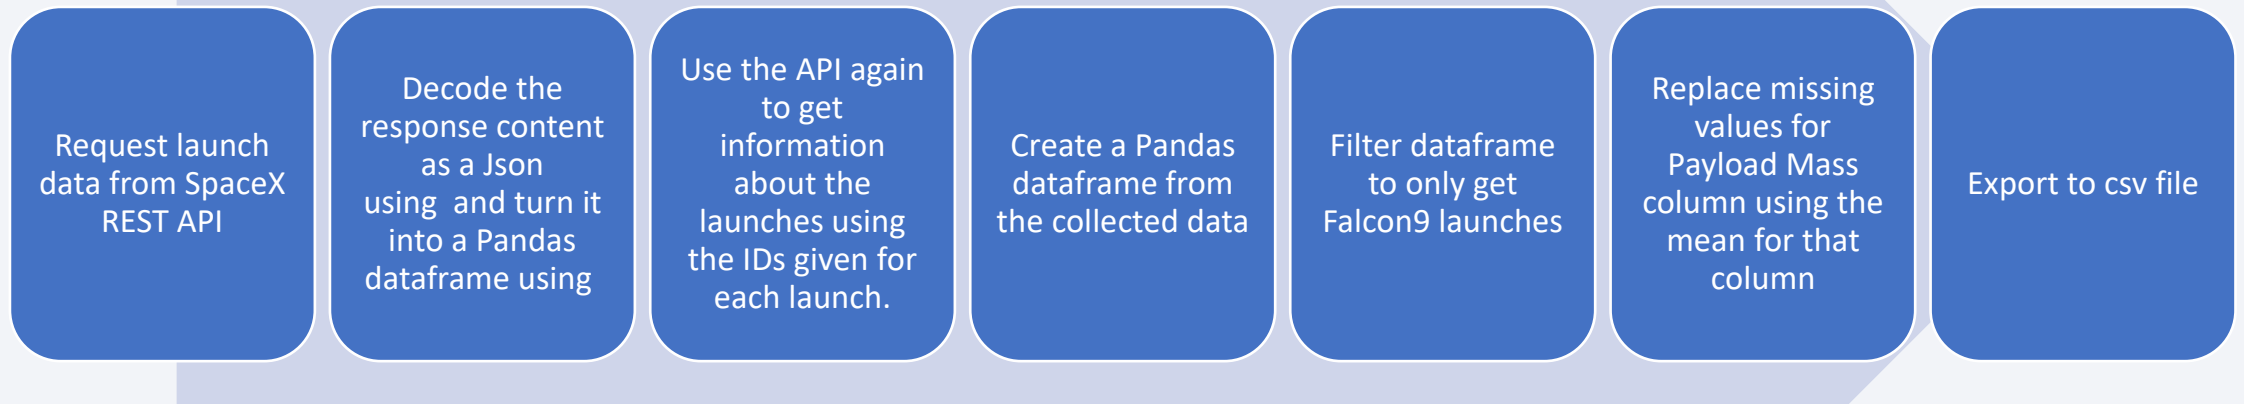 Request launch
data from SpaceX
REST API
Decode the
response content
as a Json
using  and turn it
into a Pandas
dataframe using
Use the API again
to get
information
about the
launches using
the IDs given for
each launch.
Create a Pandas
dataframe from
the collected data
Filter dataframe
to only get
Falcon9 launches
Replace missing
values for
Payload Mass
column using the
mean for that
column
Export to csv file